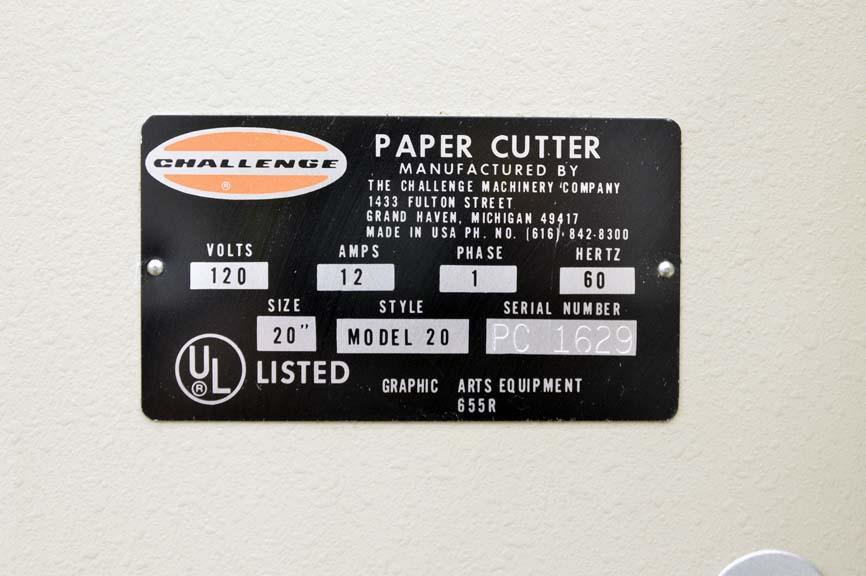 CHALLENGE
®
PAPER CUTTER
MANUFACTURED BY
THE CHALLENGE MACHINERY COMPANY
1433 FULTON STREET
GRAND HAVEN, MICHIGAN 49417
MADE IN USA PH. NO. (616) 842-8300
VOLTS AMPS PHASE HERTZ
120 12 1 60
SIZE STYLE SERIAL NUMBER
20" MODEL 20 PC 1629
UL ® LISTED
GRAPHIC ARTS EQUIPMENT
655R